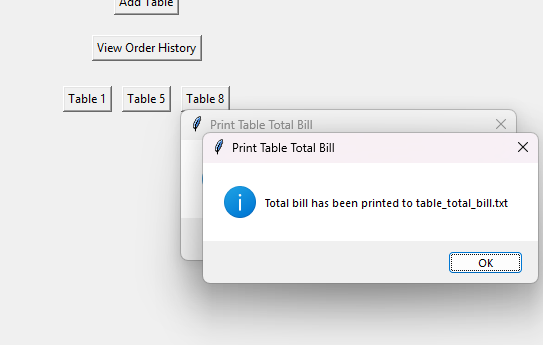 Add Table
View Order History
Table 1 Table 5 Table 8
Print Table Total Bill
Print Table Total Bill
Total bill has been printed to table_total_bill.txt
OK